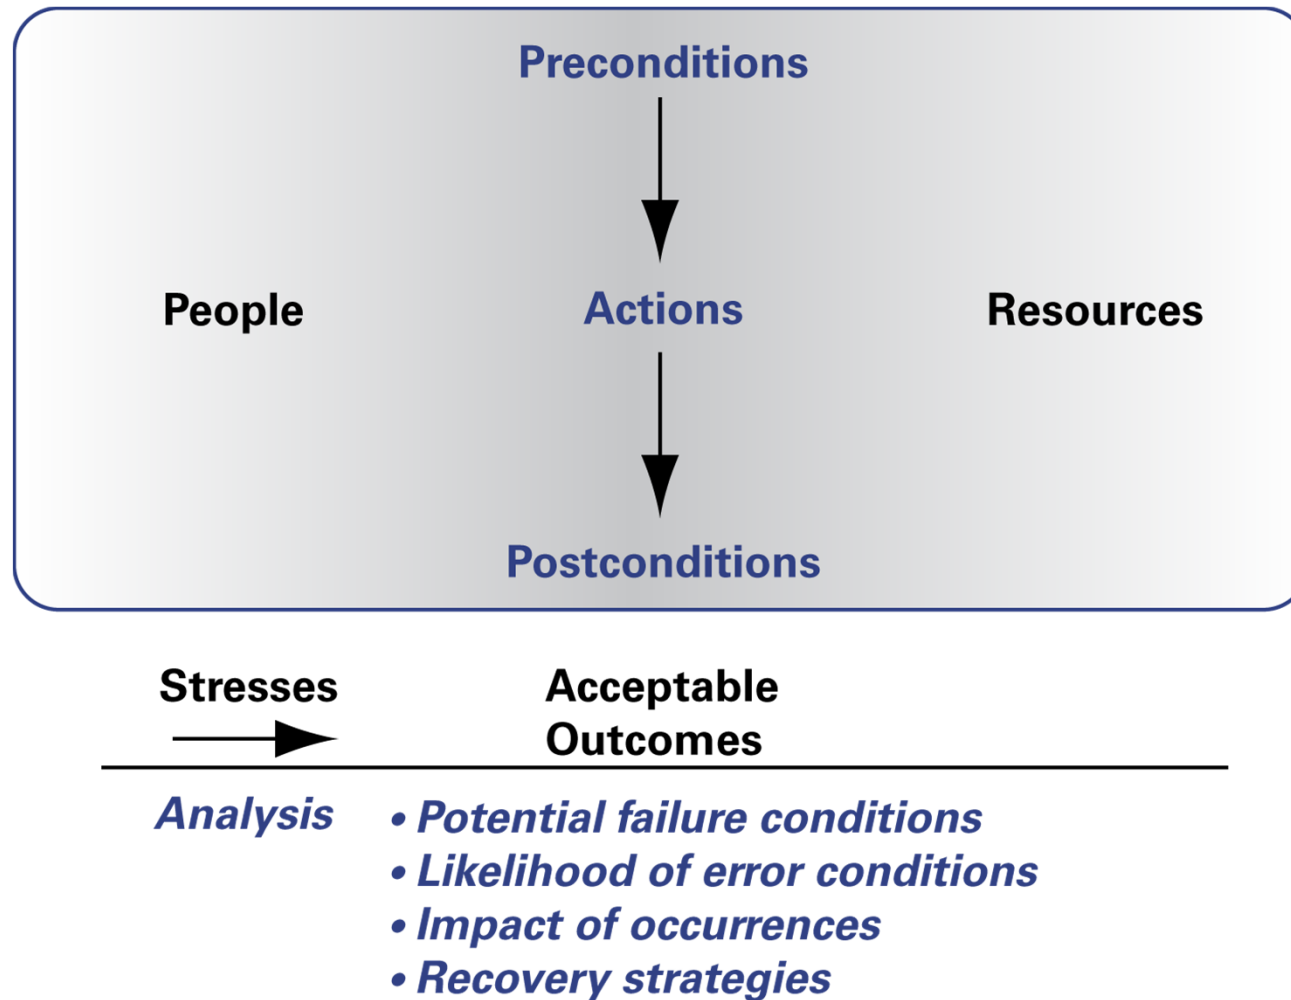 Preconditions
People
Actions
Resources
Postconditions
Stresses
Acceptable
Outcomes
Analysis
• Potential failure conditions
• Likelihood of error conditions
• Impact of occurrences
• Recovery strategies